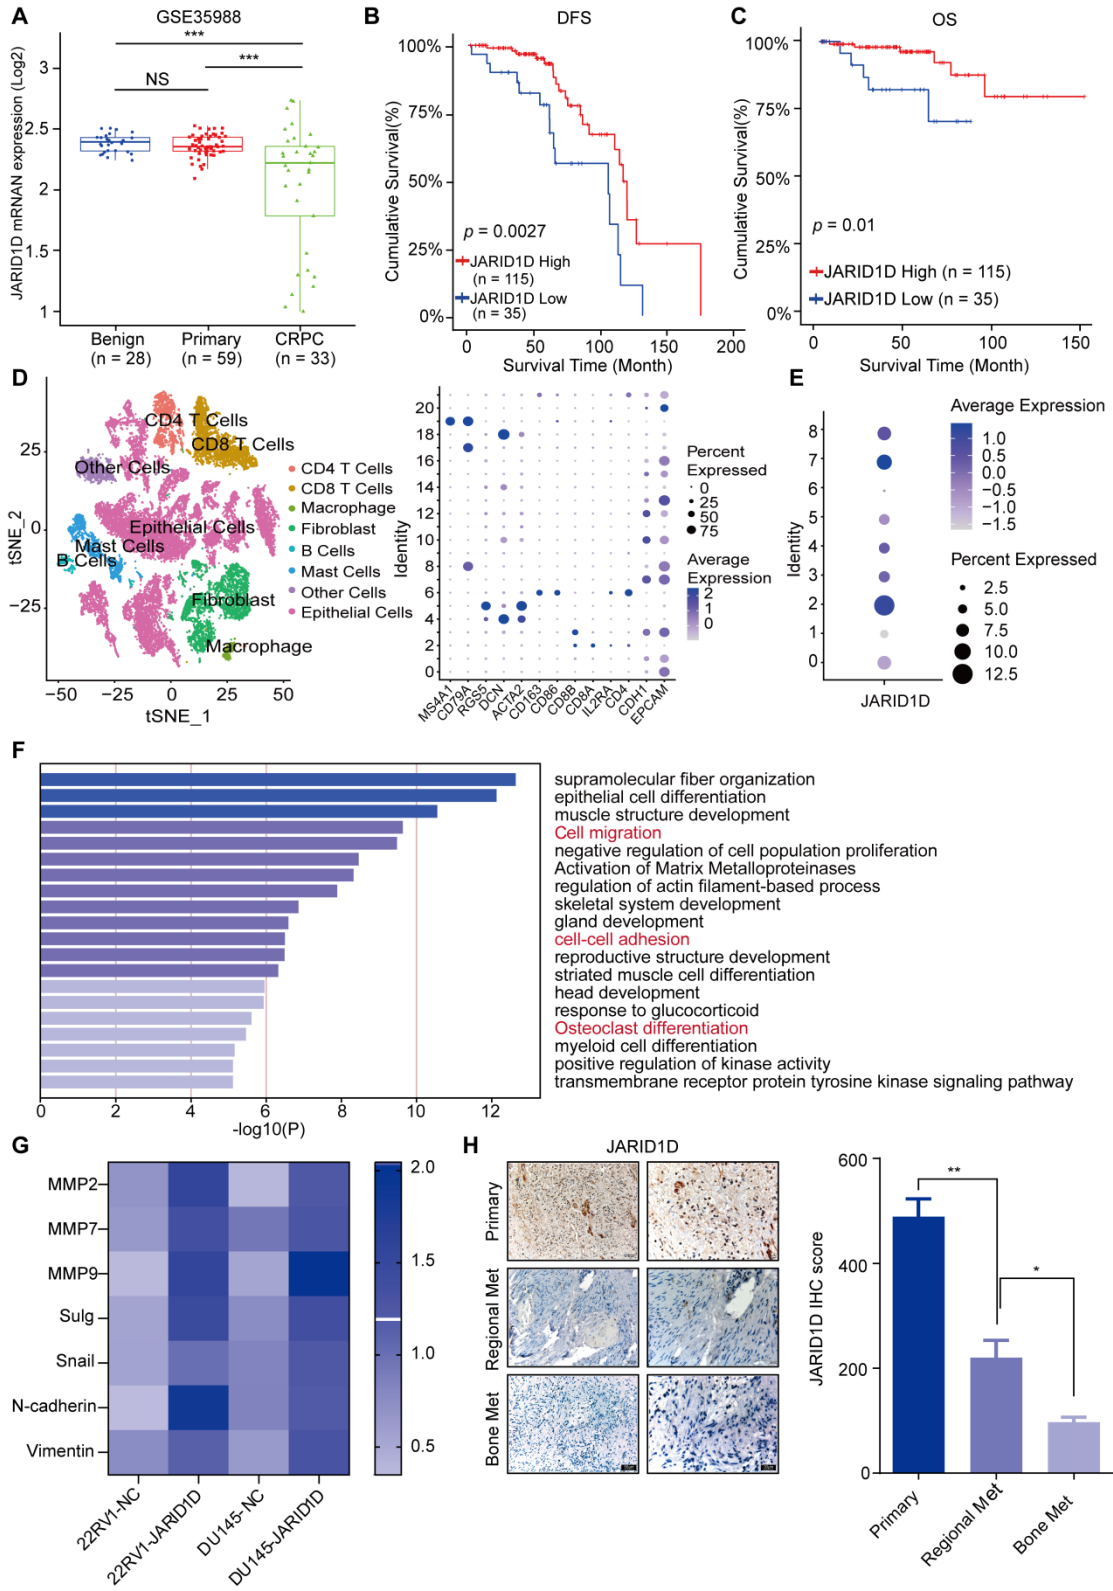 A
GSE35988
JARID1D mRNAN expression (Log2)
***
***
NS
3
2.5
2
1.5
1
Benign
(n = 28)
Primary
(n = 59)
CRPC
(n = 33)
B
DFS
Cumulative Survival(%)
100%
75%
50%
25%
0%
p = 0.0027
JARID1D High
(n = 115)
JARID1D Low
(n = 35)
0 50 100 150 200
Survival Time (Month)
C
OS
Cumulative Survival(%)
100%
75%
50%
25%
0%
p = 0.01
JARID1D High (n = 115)
JARID1D Low (n = 35)
0 50 100 150
Survival Time (Month)
D
tSNE_2
25
0
−25
CD4 T Cells
CD8 T Cells
Other Cells
Epithelial Cells
Mast Cells
B Cells
Fibroblast
Macrophage
−50 −25 0 25 50
tSNE_1
CD4 T Cells
CD8 T Cells
Macrophage
Fibroblast
B Cells
Mast Cells
Other Cells
Epithelial Cells
Identity
20
18
16
14
12
10
8
6
4
2
0
MS4A1
CD79A
RGS5
DCN
ACTA2
CD163
CD86
CD8B
CD8A
IL2RA
CD4
CDH1
EPCAM
Percent
Expressed
0
25
50
75
Average
Expression
2
1
0
E
Identity
8
7
6
5
4
3
2
1
0
JARID1D
Average Expression
1.0
0.5
0.0
−0.5
−1.0
−1.5
Percent Expressed
2.5
5.0
7.5
10.0
12.5
F
supramolecular fiber organization
epithelial cell differentiation
muscle structure development
Cell migration
negative regulation of cell population proliferation
Activation of Matrix Metalloproteinases
regulation of actin filament-based process
skeletal system development
gland development
cell-cell adhesion
reproductive structure development
striated muscle cell differentiation
head development
response to glucocorticoid
Osteoclast differentiation
myeloid cell differentiation
positive regulation of kinase activity
transmembrane receptor protein tyrosine kinase signaling pathway
0 2 4 6 8 10 12
-log10(P)
G
MMP2
MMP7
MMP9
Sulg
Snail
N-cadherin
Vimentin
22RV1-NC
22RV1-JARID1D
DU145-NC
DU145-JARID1D
2.0
1.5
1.0
0.5
H
JARID1D
Primary
Regional Met
Bone Met
JARID1D IHC score
600
400
200
0
**
*
Primary
Regional Met
Bone Met